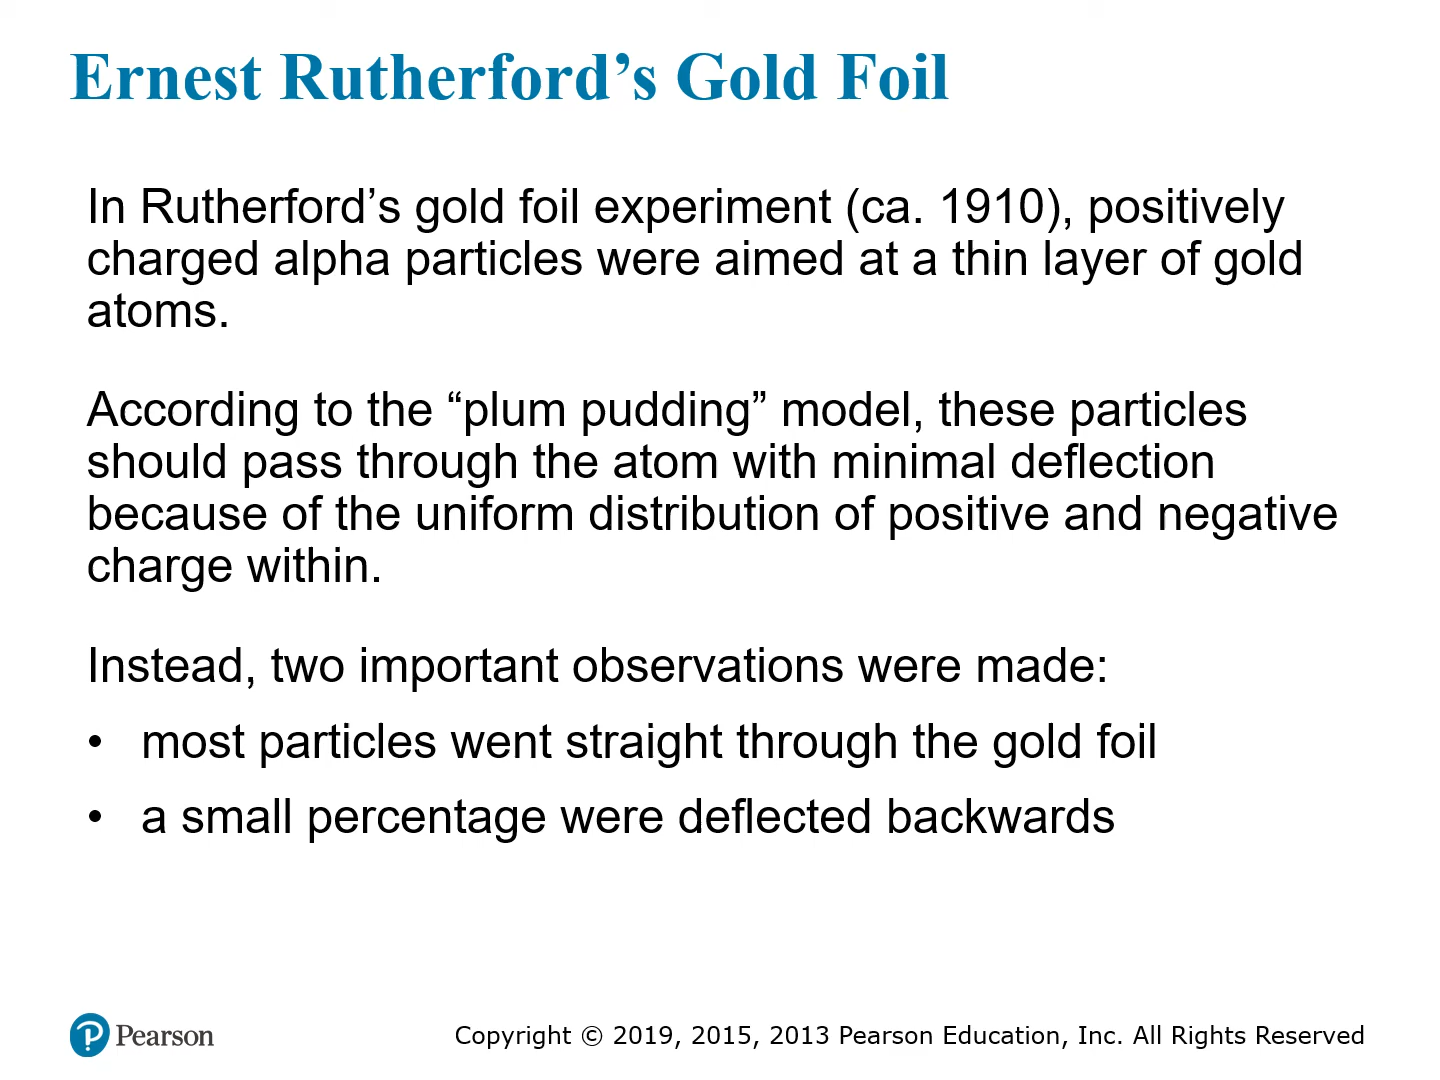 Ernest Rutherford’s Gold Foil
In Rutherford’s gold foil experiment (ca. 1910), positively
charged alpha particles were aimed at a thin layer of gold
atoms.
According to the “plum pudding” model, these particles
should pass through the atom with minimal deflection
because of the uniform distribution of positive and negative
charge within.
Instead, two important observations were made:
• most particles went straight through the gold foil
• a small percentage were deflected backwards
Pearson
Copyright © 2019, 2015, 2013 Pearson Education, Inc. All Rights Reserved